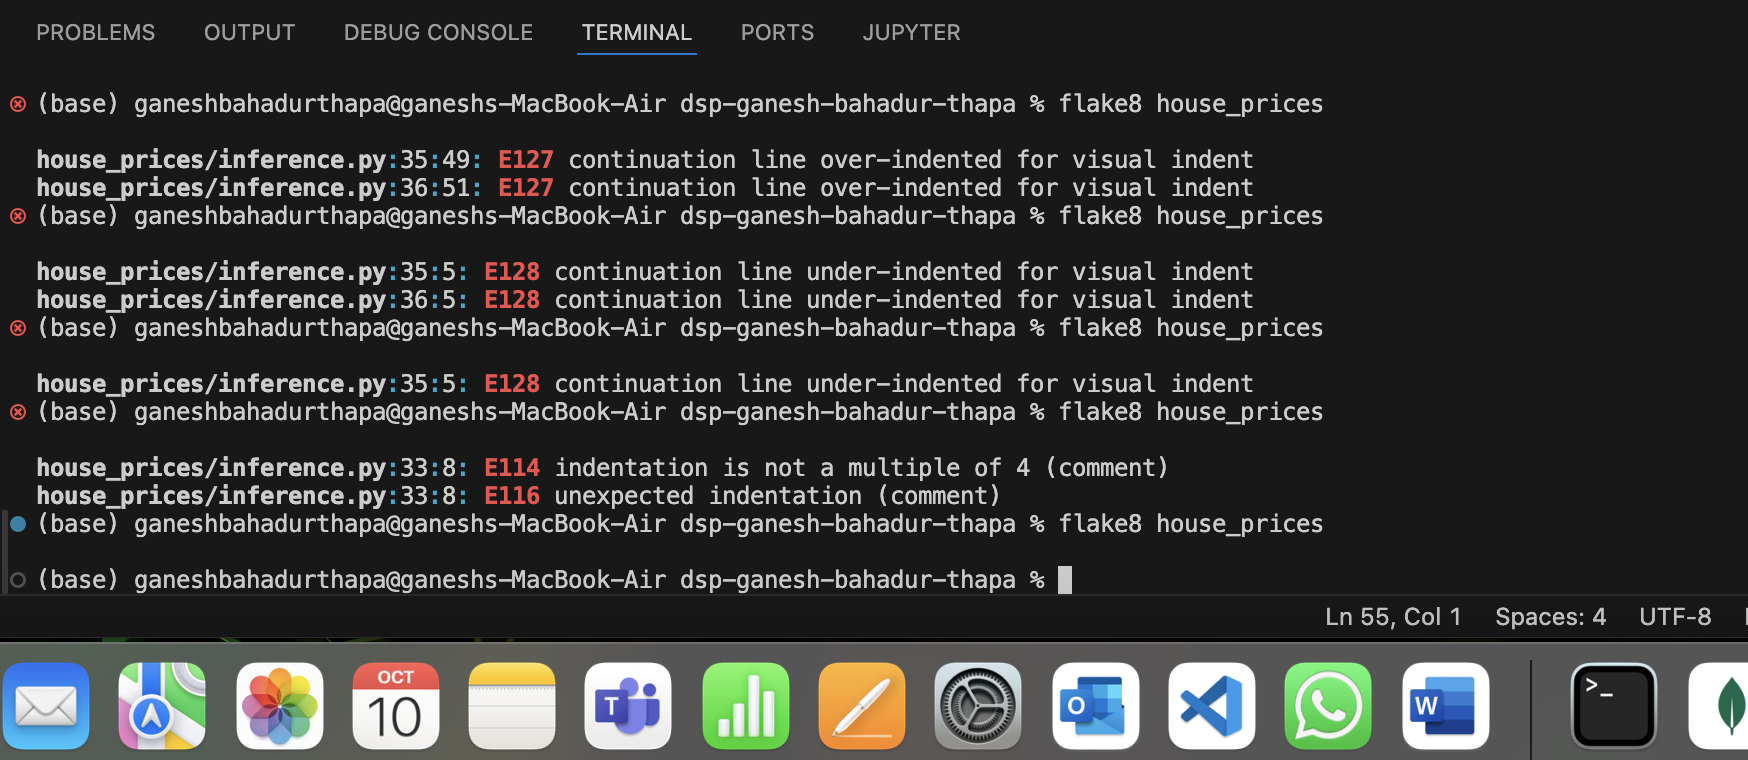 PROBLEMS OUTPUT DEBUG CONSOLE TERMINAL PORTS JUPYTER
(base) ganeshbahadurthapa@ganeshs-MacBook-Air dsp-ganesh-bahadur-thapa % flake8 house_prices
house_prices/inference.py:35:49: E127 continuation line over-indented for visual indent
house_prices/inference.py:36:51: E127 continuation line over-indented for visual indent
(base) ganeshbahadurthapa@ganeshs-MacBook-Air dsp-ganesh-bahadur-thapa % flake8 house_prices
house_prices/inference.py:35:5: E128 continuation line under-indented for visual indent
house_prices/inference.py:36:5: E128 continuation line under-indented for visual indent
(base) ganeshbahadurthapa@ganeshs-MacBook-Air dsp-ganesh-bahadur-thapa % flake8 house_prices
house_prices/inference.py:35:5: E128 continuation line under-indented for visual indent
(base) ganeshbahadurthapa@ganeshs-MacBook-Air dsp-ganesh-bahadur-thapa % flake8 house_prices
house_prices/inference.py:33:8: E114 indentation is not a multiple of 4 (comment)
house_prices/inference.py:33:8: E116 unexpected indentation (comment)
(base) ganeshbahadurthapa@ganeshs-MacBook-Air dsp-ganesh-bahadur-thapa % flake8 house_prices
(base) ganeshbahadurthapa@ganeshs-MacBook-Air dsp-ganesh-bahadur-thapa %
Ln 55, Col 1 Spaces: 4 UTF-8
OCT
10
T
O
W
>_